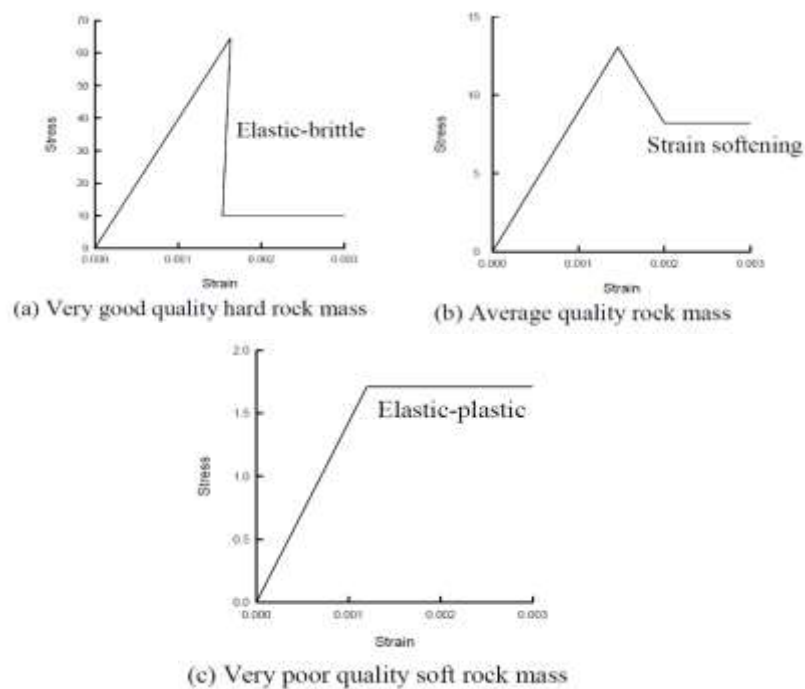 70
60
50
40
30
20
10
0
Stress
Elastic-brittle
0.000 0.001 0.002 0.003
Strain
(a) Very good quality hard rock mass
15
10
5
0
Stress
Strain softening
0.000 0.001 0.002 0.003
Strain
(b) Average quality rock mass
2.0
1.5
1.0
0.5
0.0
Stress
Elastic-plastic
0.000 0.001 0.002 0.003
Strain
(c) Very poor quality soft rock mass